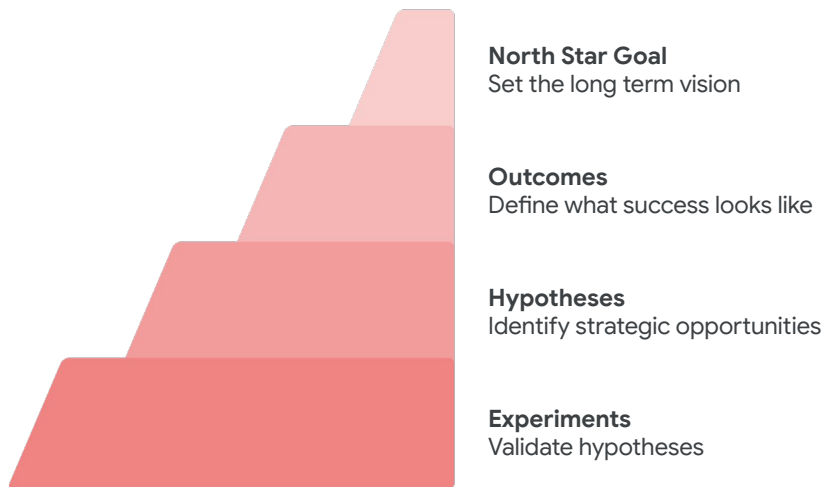 North Star Goal
Set the long term vision
Outcomes
Define what success looks like
Hypotheses
Identify strategic opportunities
Experiments
Validate hypotheses